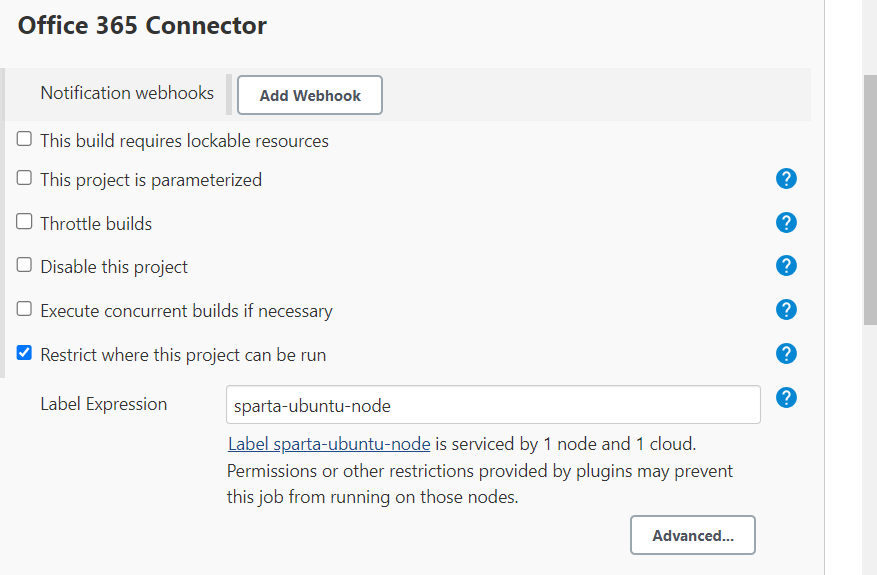 Office 365 Connector
Notification webhooks Add Webhook
This build requires lockable resources
This project is parameterized ?
Throttle builds ?
Disable this project ?
Execute concurrent builds if necessary ?
Restrict where this project can be run ?
Label Expression sparta-ubuntu-node ?
Label sparta-ubuntu-node is serviced by 1 node and 1 cloud.
Permissions or other restrictions provided by plugins may prevent
this job from running on those nodes.
Advanced...